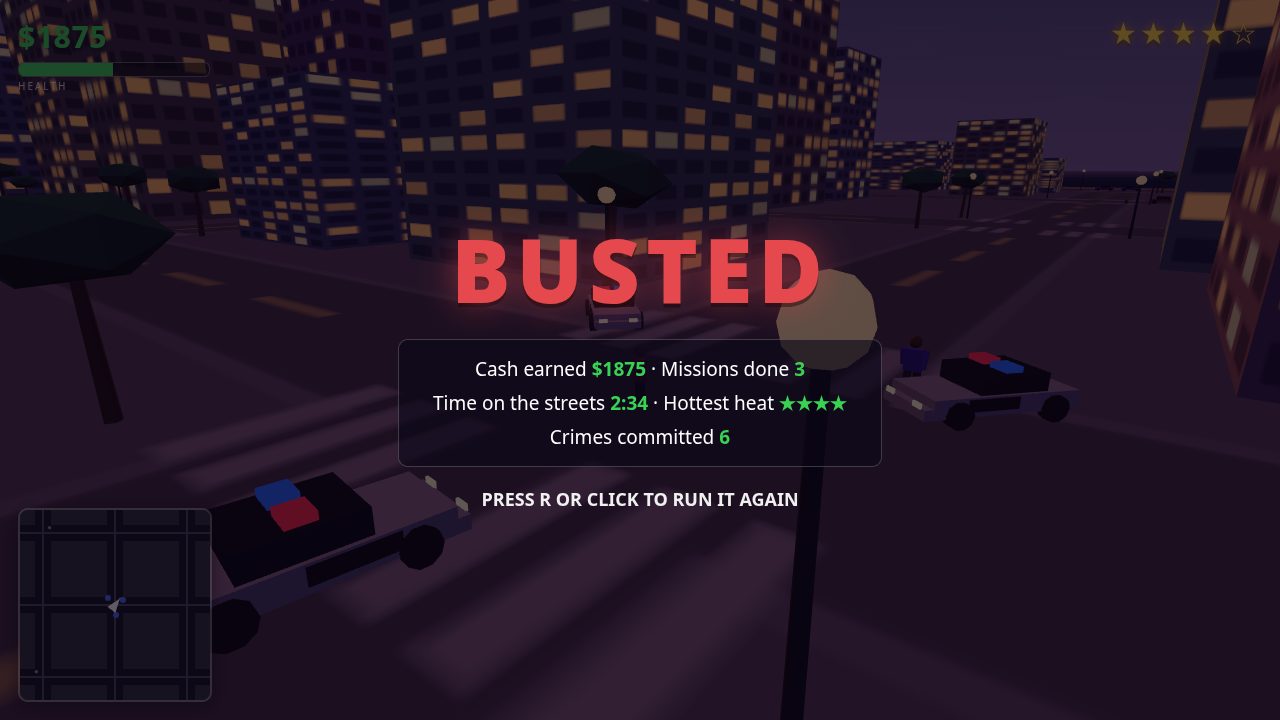 $1875
HEALTH
★★★★☆
BUSTED
Cash earned $1875 · Missions done 3
Time on the streets 2:34 · Hottest heat ★★★★
Crimes committed 6
PRESS R OR CLICK TO RUN IT AGAIN